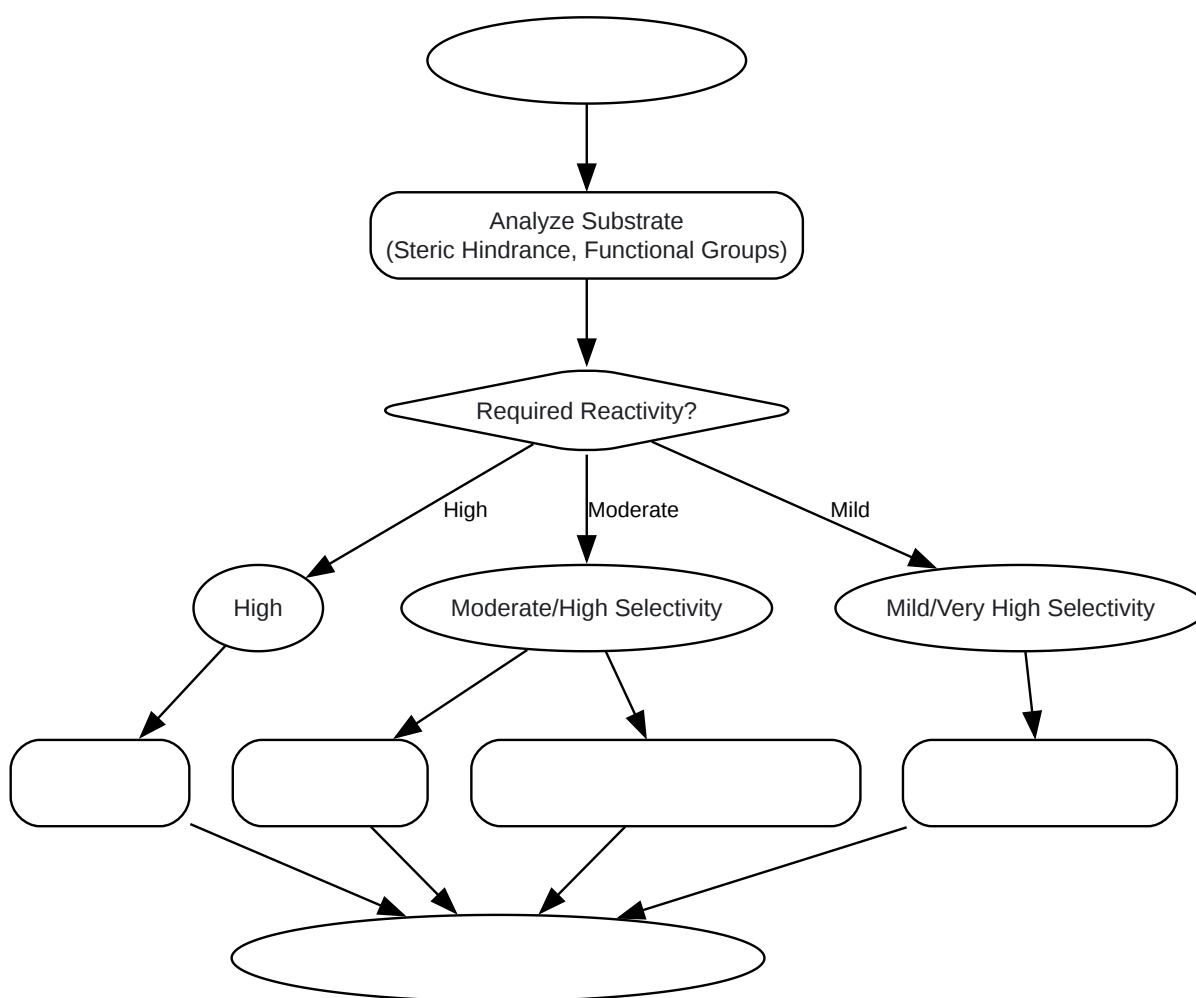 Analyze Substrate
(Steric Hindrance, Functional Groups)
Required Reactivity?
High
Moderate
Mild
High
Moderate/High Selectivity
Mild/Very High Selectivity